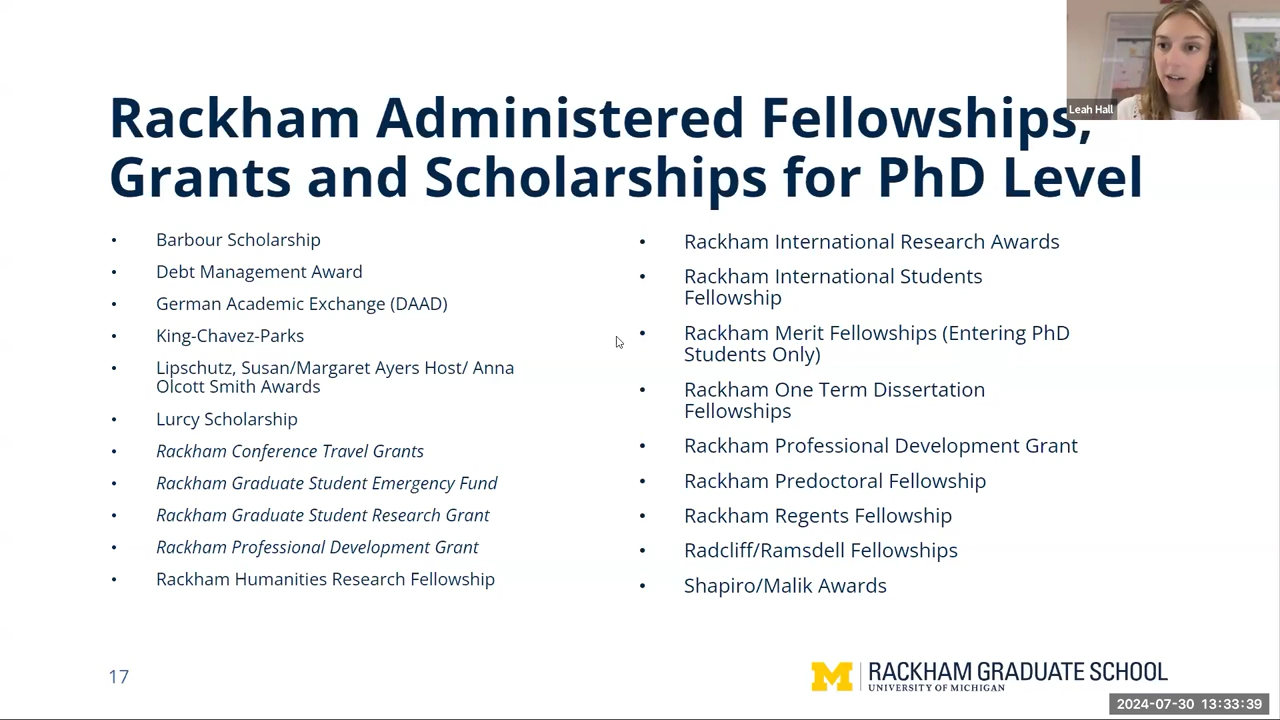 Leah Hall
Rackham Administered Fellowships,
Grants and Scholarships for PhD Level
• Barbour Scholarship
• Debt Management Award
• German Academic Exchange (DAAD)
• King-Chavez-Parks
• Lipschutz, Susan/Margaret Ayers Host/ Anna
Olcott Smith Awards
• Lurcy Scholarship
• Rackham Conference Travel Grants
• Rackham Graduate Student Emergency Fund
• Rackham Graduate Student Research Grant
• Rackham Professional Development Grant
• Rackham Humanities Research Fellowship
• Rackham International Research Awards
• Rackham International Students
Fellowship
• Rackham Merit Fellowships (Entering PhD
Students Only)
• Rackham One Term Dissertation
Fellowships
• Rackham Professional Development Grant
• Rackham Predoctoral Fellowship
• Rackham Regents Fellowship
• Radcliff/Ramsdell Fellowships
• Shapiro/Malik Awards
17
M
RACKHAM GRADUATE SCHOOL
UNIVERSITY OF MICHIGAN
2024-07-30 13:33:39